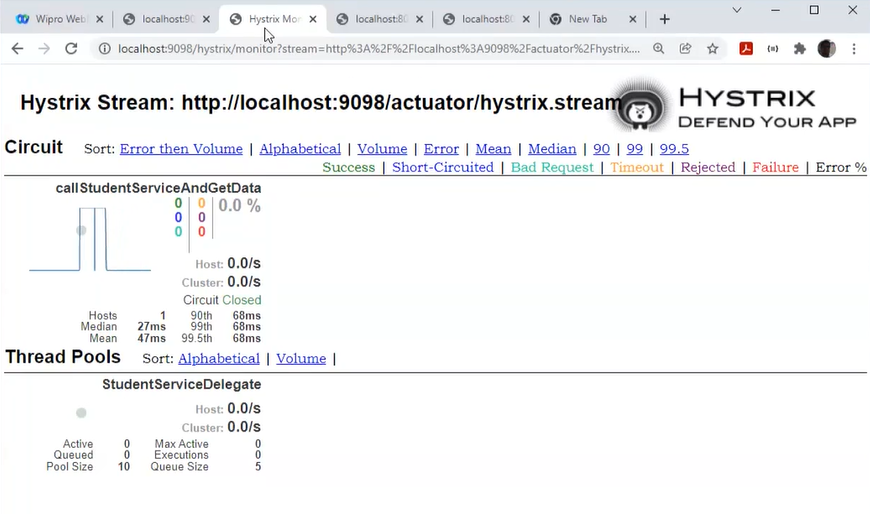 Wipro Web
localhost:90
Hystrix Mon
localhost:80
localhost:80
New Tab
localhost:9098/hystrix/monitor?stream=http%3A%2F%2Flocalhost%3A9098%2Factuator%2Fhystrix....
Hystrix Stream: http://localhost:9098/actuator/hystrix.stream
HYSTRIX
DEFEND YOUR APP
Circuit Sort: Error then Volume | Alphabetical | Volume | Error | Mean | Median | 90 | 99 | 99.5
Success | Short-Circuited | Bad Request | Timeout | Rejected | Failure | Error %
callStudentServiceAndGetData
0 0 0.0 %
0 0
0 0
Host: 0.0/s
Cluster: 0.0/s
Circuit Closed
Hosts 1 90th 68ms
Median 27ms 99th 68ms
Mean 47ms 99.5th 68ms
Thread Pools Sort: Alphabetical | Volume |
StudentServiceDelegate
Host: 0.0/s
Cluster: 0.0/s
Active 0 Max Active 0
Queued 0 Executions 0
Pool Size 10 Queue Size 5